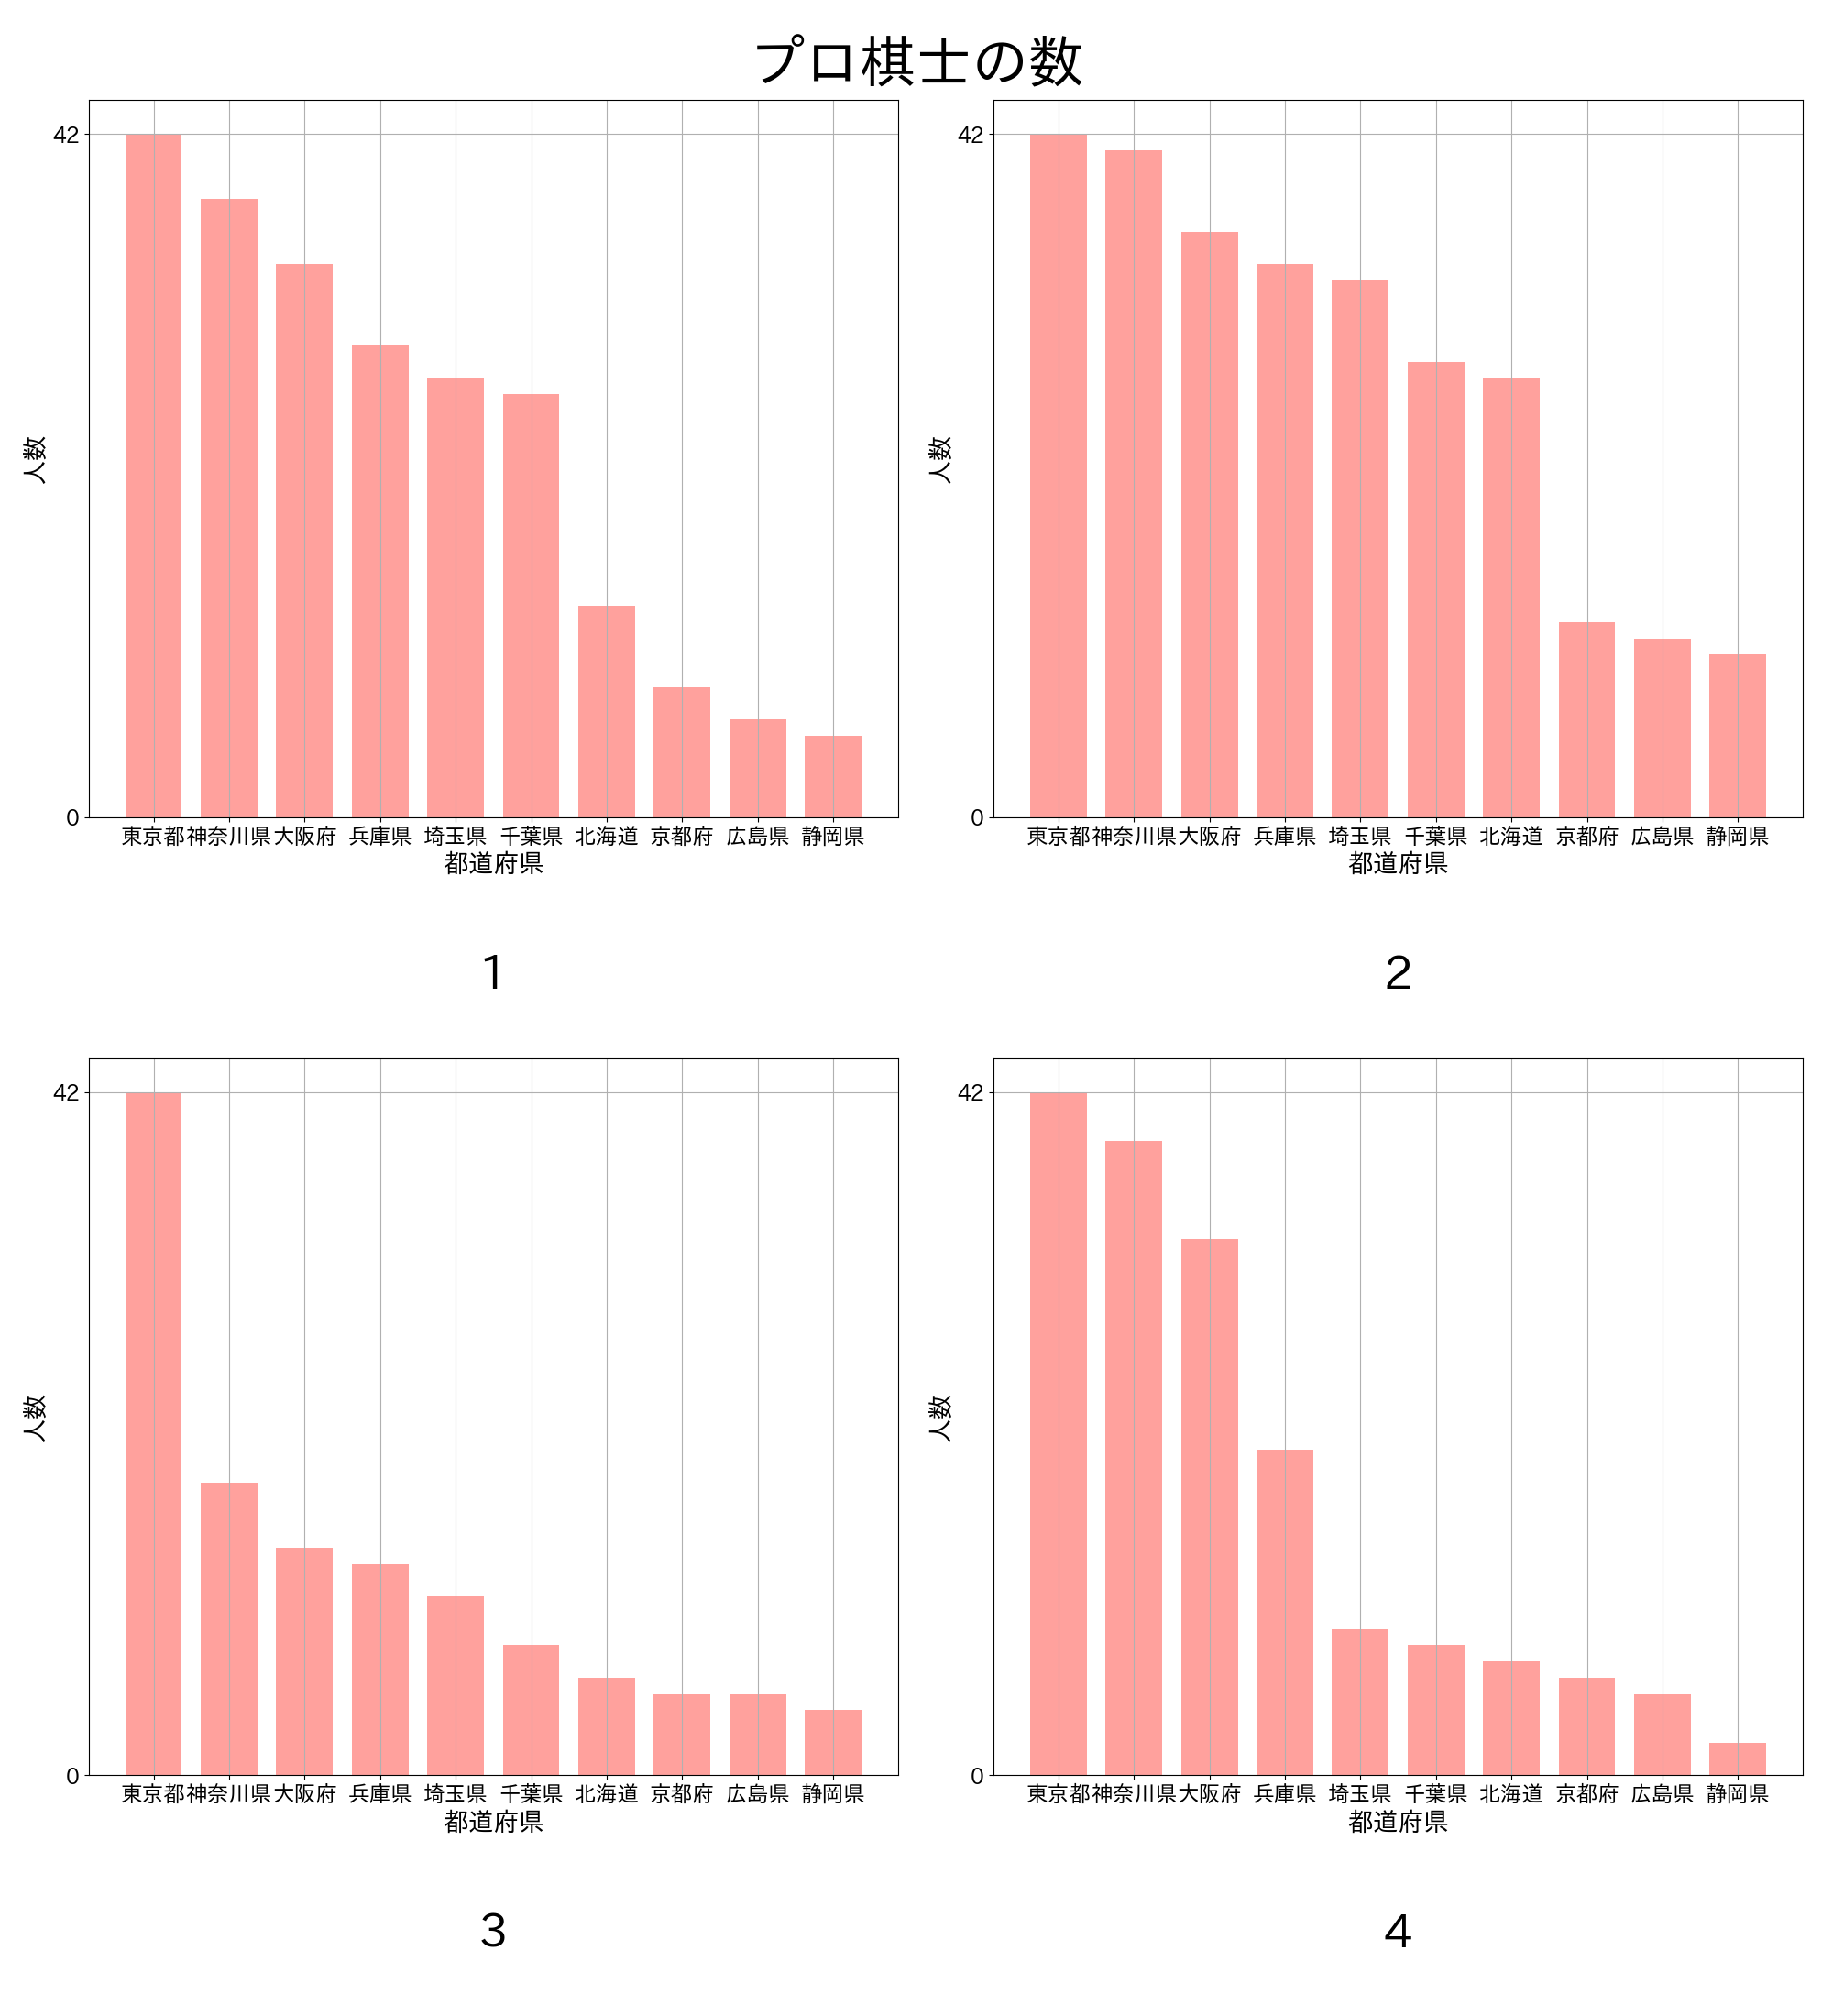 プロ棋士の数
42
0
人数
東京都 神奈川県 大阪府 兵庫県 埼玉県 千葉県 北海道 京都府 広島県 静岡県
都道府県
1
42
0
人数
東京都 神奈川県 大阪府 兵庫県 埼玉県 千葉県 北海道 京都府 広島県 静岡県
都道府県
2
42
0
人数
東京都 神奈川県 大阪府 兵庫県 埼玉県 千葉県 北海道 京都府 広島県 静岡県
都道府県
3
42
0
人数
東京都 神奈川県 大阪府 兵庫県 埼玉県 千葉県 北海道 京都府 広島県 静岡県
都道府県
4